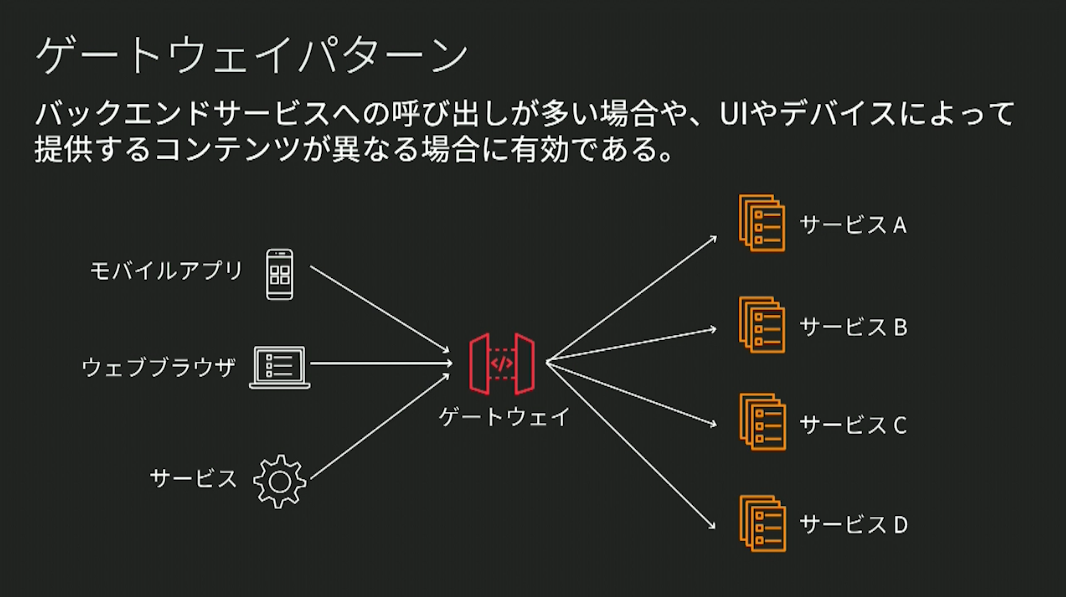 ゲートウェイパターン
バックエンドサービスへの呼び出しが多い場合や、UIやデバイスによって
提供するコンテンツが異なる場合に有効である。
モバイルアプリ
ウェブブラウザ
サービス
</>
ゲートウェイ
サービス A
サービス B
サービス C
サービス D